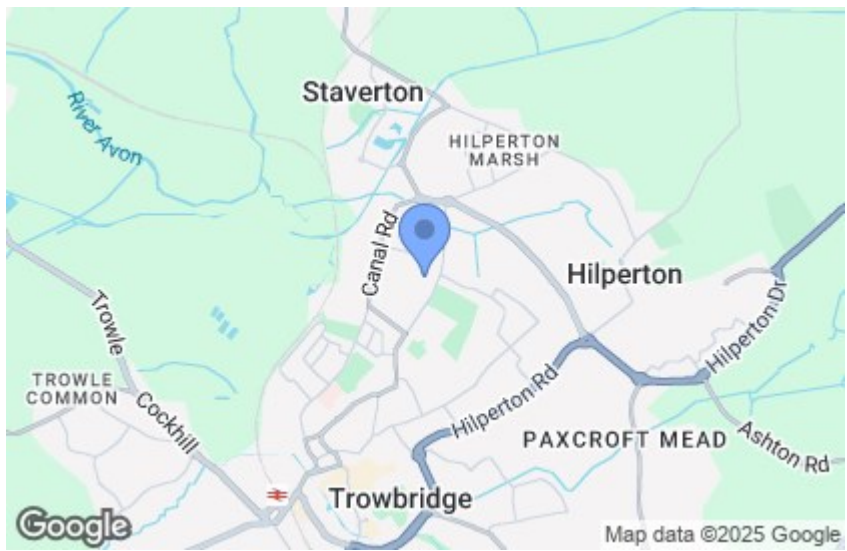 Staverton
River Avon
HILPERTON
MARSH
Canal Rd
Hilperton
Trowle
Hilperton Dr
TROWLE
COMMON
Cockhill
Hilperton Rd
PAXCROFT MEAD
Ashton Rd
Trowbridge
Google
Map data ©2025 Google